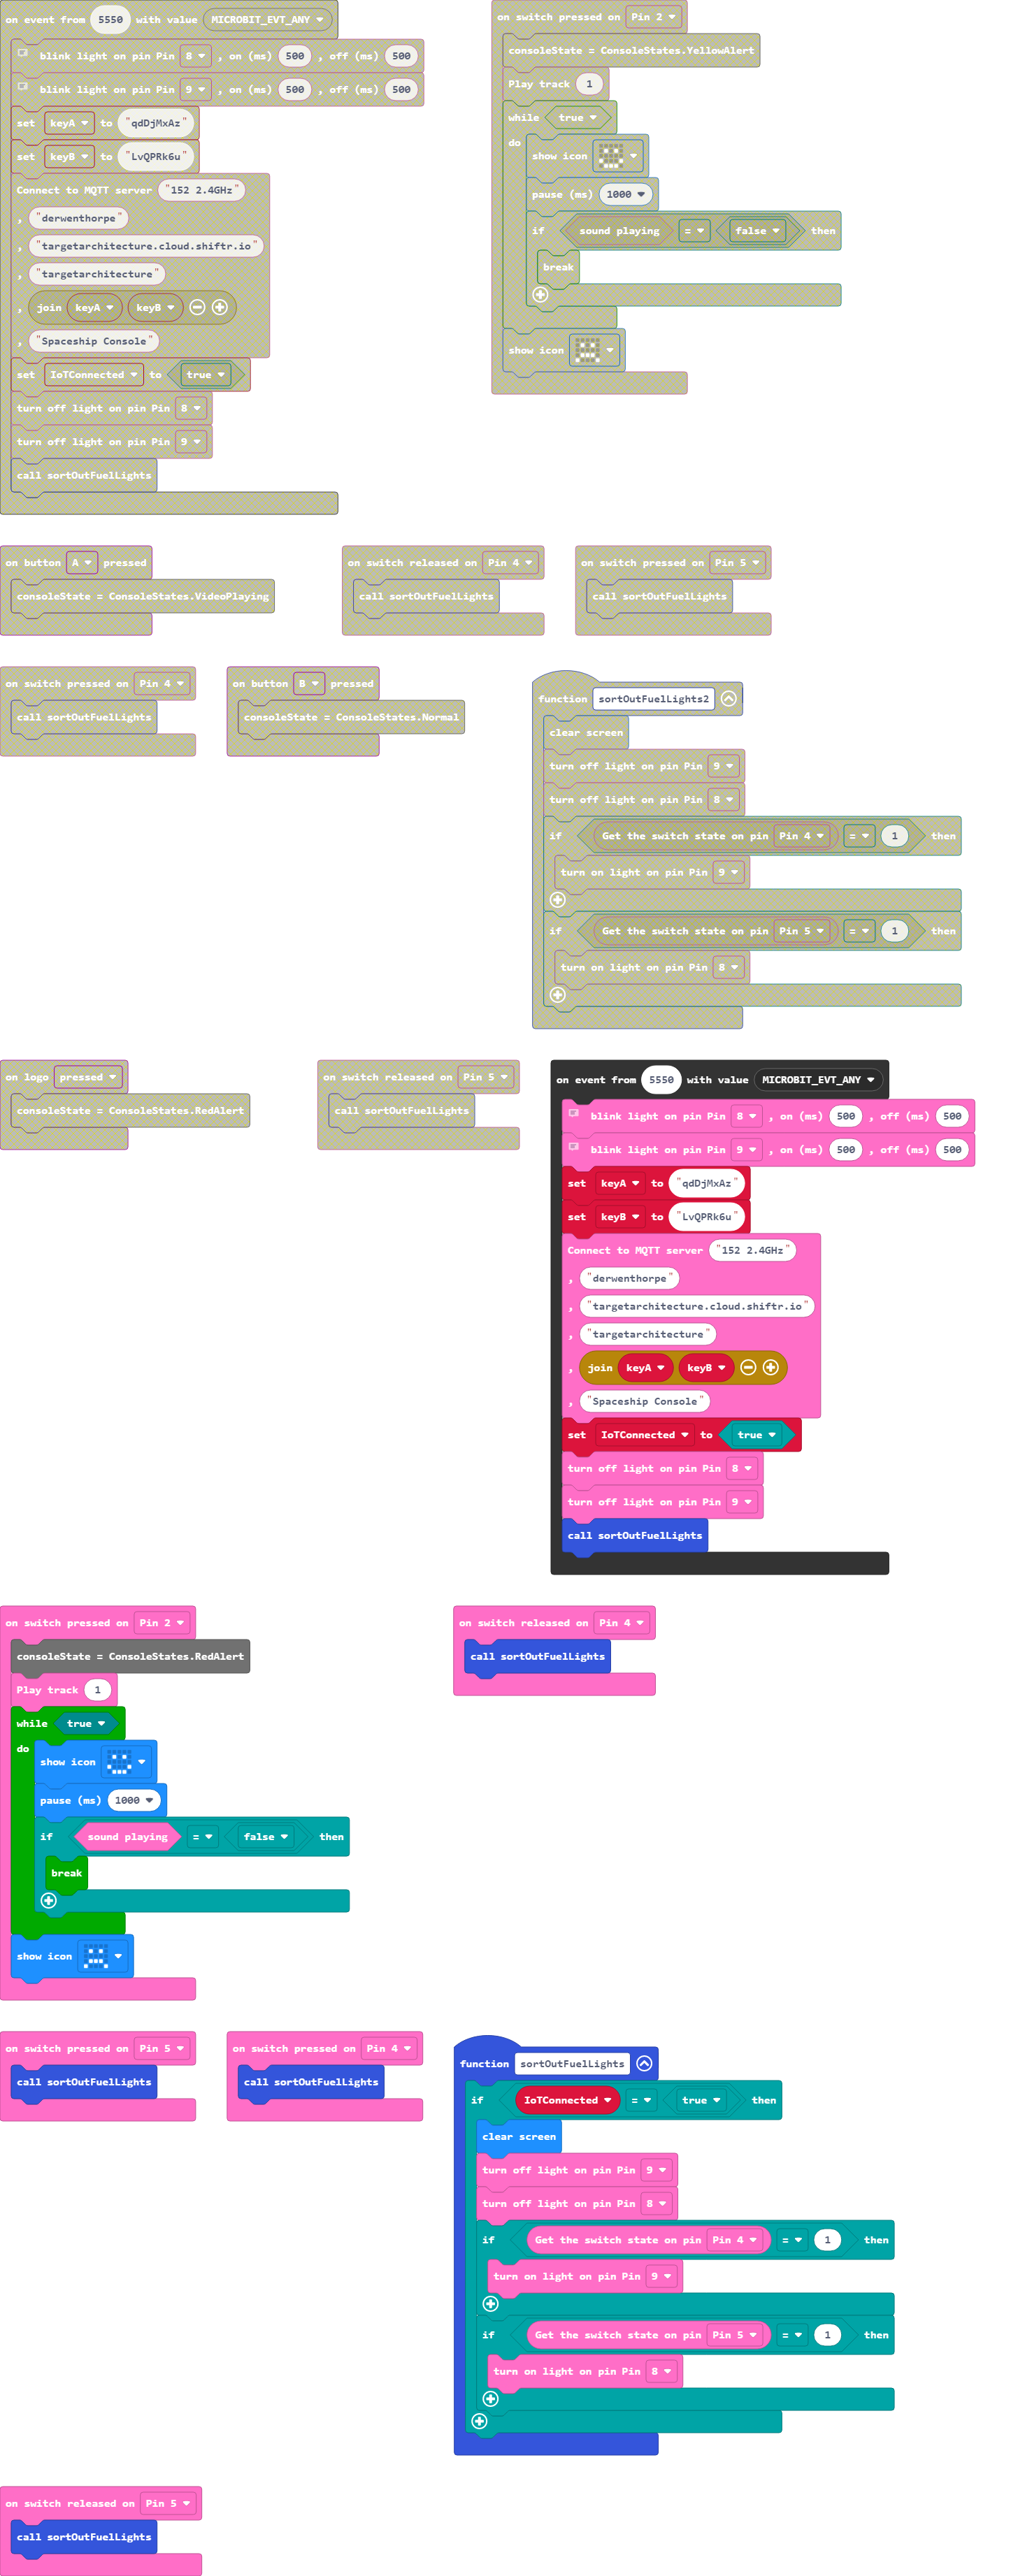 on event from 5550 with value MICROBIT_EVT_ANY
blink light on pin Pin 8 , on (ms) 500 , off (ms) 500
blink light on pin Pin 9 , on (ms) 500 , off (ms) 500
set keyA to "qdDjMxAz"
set keyB to "LvQPRk6u"
Connect to MQTT server "152 2.4GHz"
, "derwenthorpe"
, "targetarchitecture.cloud.shiftr.io"
, "targetarchitecture"
, join keyA keyB
, "Spaceship Console"
set IoTConnected to true
turn off light on pin Pin 8
turn off light on pin Pin 9
call sortOutFuelLights
on switch pressed on Pin 2
consoleState = ConsoleStates.YellowAlert
Play track 1
while true
do
show icon
pause (ms) 1000
if sound playing = false then
break
show icon
on button A pressed
consoleState = ConsoleStates.VideoPlaying
on switch released on Pin 4
call sortOutFuelLights
on switch pressed on Pin 5
call sortOutFuelLights
on switch pressed on Pin 4
call sortOutFuelLights
on button B pressed
consoleState = ConsoleStates.Normal
function sortOutFuelLights2
clear screen
turn off light on pin Pin 9
turn off light on pin Pin 8
if Get the switch state on pin Pin 4 = 1 then
turn on light on pin Pin 9
if Get the switch state on pin Pin 5 = 1 then
turn on light on pin Pin 8
on logo pressed
consoleState = ConsoleStates.RedAlert
on switch released on Pin 5
call sortOutFuelLights
on event from 5550 with value MICROBIT_EVT_ANY
blink light on pin Pin 8 , on (ms) 500 , off (ms) 500
blink light on pin Pin 9 , on (ms) 500 , off (ms) 500
set keyA to "qdDjMxAz"
set keyB to "LvQPRk6u"
Connect to MQTT server "152 2.4GHz"
, "derwenthorpe"
, "targetarchitecture.cloud.shiftr.io"
, "targetarchitecture"
, join keyA keyB
, "Spaceship Console"
set IoTConnected to true
turn off light on pin Pin 8
turn off light on pin Pin 9
call sortOutFuelLights
on switch pressed on Pin 2
consoleState = ConsoleStates.RedAlert
Play track 1
while true
do
show icon
pause (ms) 1000
if sound playing = false then
break
show icon
on switch released on Pin 4
call sortOutFuelLights
on switch pressed on Pin 5
call sortOutFuelLights
on switch pressed on Pin 4
call sortOutFuelLights
function sortOutFuelLights
if IoTConnected = true then
clear screen
turn off light on pin Pin 9
turn off light on pin Pin 8
if Get the switch state on pin Pin 4 = 1 then
turn on light on pin Pin 9
if Get the switch state on pin Pin 5 = 1 then
turn on light on pin Pin 8
on switch released on Pin 5
call sortOutFuelLights